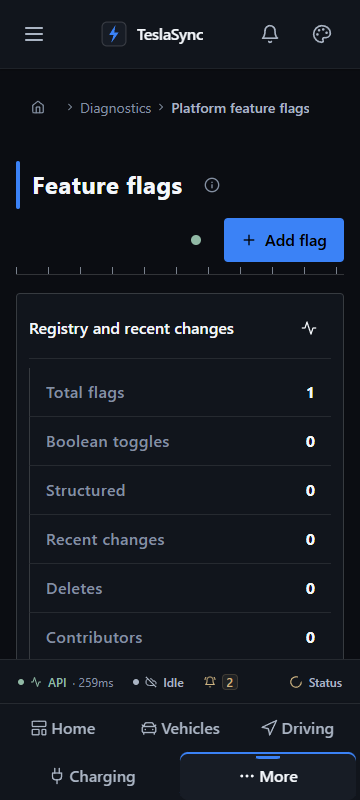 TeslaSync
Diagnostics Platform feature flags
Feature flags
Add flag
Registry and recent changes
Total flags 1
Boolean toggles 0
Structured 0
Recent changes 0
Deletes 0
Contributors 0
API · 259ms Idle 2 Status
Home Vehicles Driving
Charging More